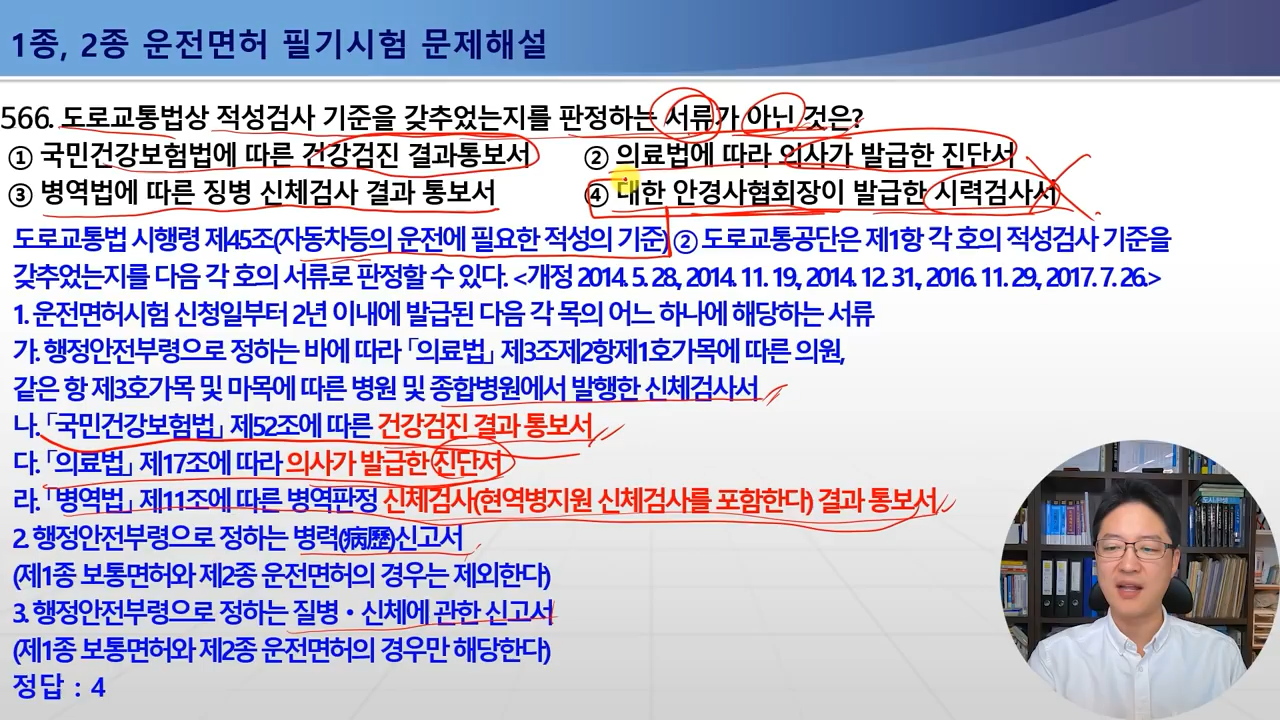 1종, 2종 운전면허 필기시험 문제해설
566. 도로교통법상 적성검사 기준을 갖추었는지를 판정하는 서류가 아닌 것은?
① 국민건강보험법에 따른 건강검진 결과통보서 ② 의료법에 따라 의사가 발급한 진단서
③ 병역법에 따른 징병 신체검사 결과 통보서 ④ 대한 안경사협회장이 발급한 시력검사서
도로교통법 시행령 제45조(자동차등의 운전에 필요한 적성의 기준) ② 도로교통공단은 제1항 각 호의 적성검사 기준을
갖추었는지를 다음 각 호의 서류로 판정할 수 있다. <개정 2014. 5. 28., 2014. 11. 19., 2014. 12. 31., 2016. 11. 29., 2017. 7. 26.>
1. 운전면허시험 신청일부터 2년 이내에 발급된 다음 각 목의 어느 하나에 해당하는 서류
가. 행정안전부령으로 정하는 바에 따라 「의료법」 제3조제2항제1호가목에 따른 의원,
같은 항 제3호가목 및 마목에 따른 병원 및 종합병원에서 발행한 신체검사서
나. 「국민건강보험법」 제52조에 따른 건강검진 결과 통보서
다. 「의료법」 제17조에 따라 의사가 발급한 진단서
라. 「병역법」 제11조에 따른 병역판정 신체검사(현역병지원 신체검사를 포함한다) 결과 통보서
2. 행정안전부령으로 정하는 병력(病歷)신고서
(제1종 보통면허와 제2종 운전면허의 경우는 제외한다)
3. 행정안전부령으로 정하는 질병・신체에 관한 신고서
(제1종 보통면허와 제2종 운전면허의 경우만 해당한다)
정답 : 4